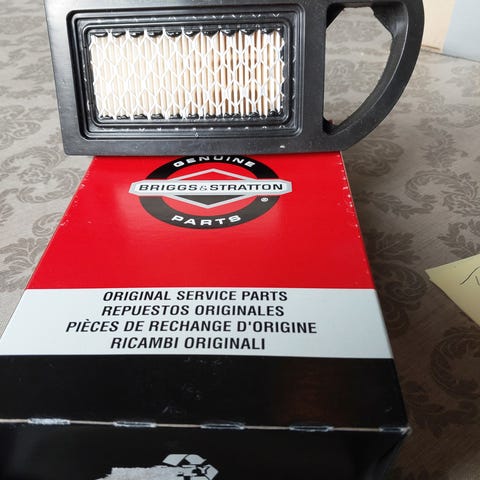 GENUINE
BRIGGS & STRATTON
®
PARTS
ORIGINAL SERVICE PARTS
REPUESTOS ORIGINALES
PIÈCES DE RECHANGE D'ORIGINE
RICAMBI ORIGINALI